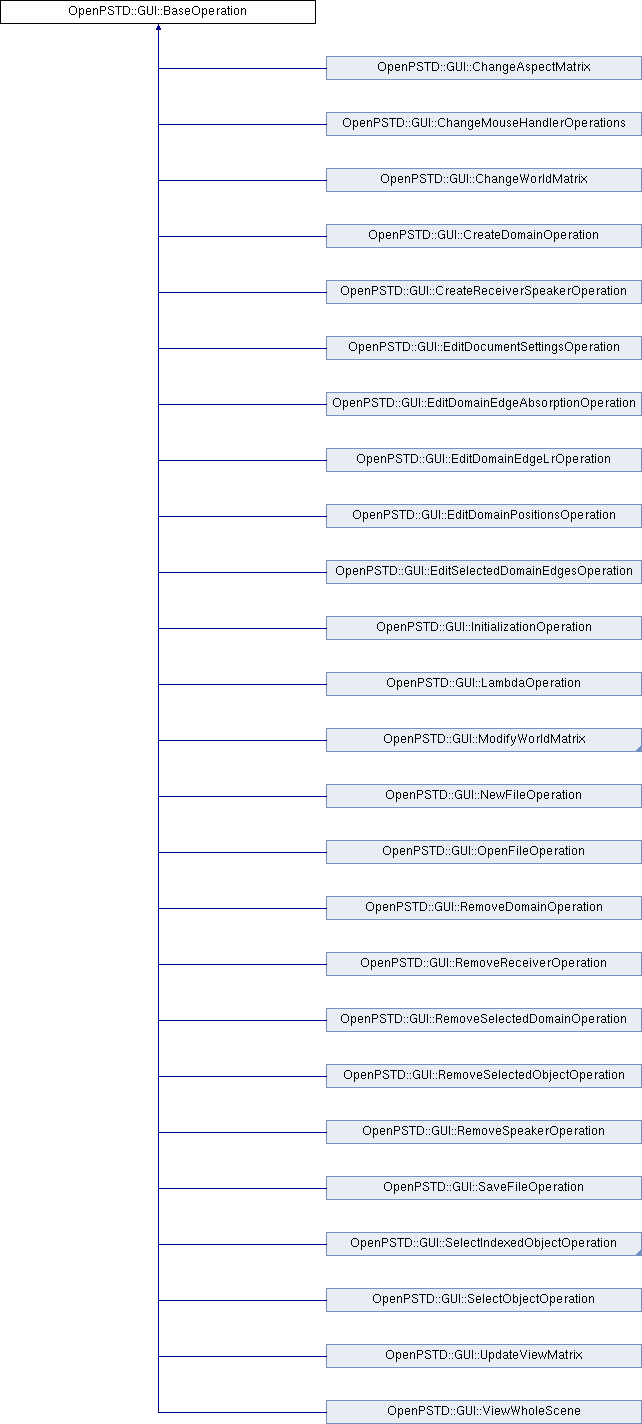 OpenPSTD::GUI::BaseOperation
OpenPSTD::GUI::ChangeAspectMatrix
OpenPSTD::GUI::ChangeMouseHandlerOperations
OpenPSTD::GUI::ChangeWorldMatrix
OpenPSTD::GUI::CreateDomainOperation
OpenPSTD::GUI::CreateReceiverSpeakerOperation
OpenPSTD::GUI::EditDocumentSettingsOperation
OpenPSTD::GUI::EditDomainEdgeAbsorptionOperation
OpenPSTD::GUI::EditDomainEdgeLrOperation
OpenPSTD::GUI::EditDomainPositionsOperation
OpenPSTD::GUI::EditSelectedDomainEdgesOperation
OpenPSTD::GUI::InitializationOperation
OpenPSTD::GUI::LambdaOperation
OpenPSTD::GUI::ModifyWorldMatrix
OpenPSTD::GUI::NewFileOperation
OpenPSTD::GUI::OpenFileOperation
OpenPSTD::GUI::RemoveDomainOperation
OpenPSTD::GUI::RemoveReceiverOperation
OpenPSTD::GUI::RemoveSelectedDomainOperation
OpenPSTD::GUI::RemoveSelectedObjectOperation
OpenPSTD::GUI::RemoveSpeakerOperation
OpenPSTD::GUI::SaveFileOperation
OpenPSTD::GUI::SelectIndexedObjectOperation
OpenPSTD::GUI::SelectObjectOperation
OpenPSTD::GUI::UpdateViewMatrix
OpenPSTD::GUI::ViewWholeScene